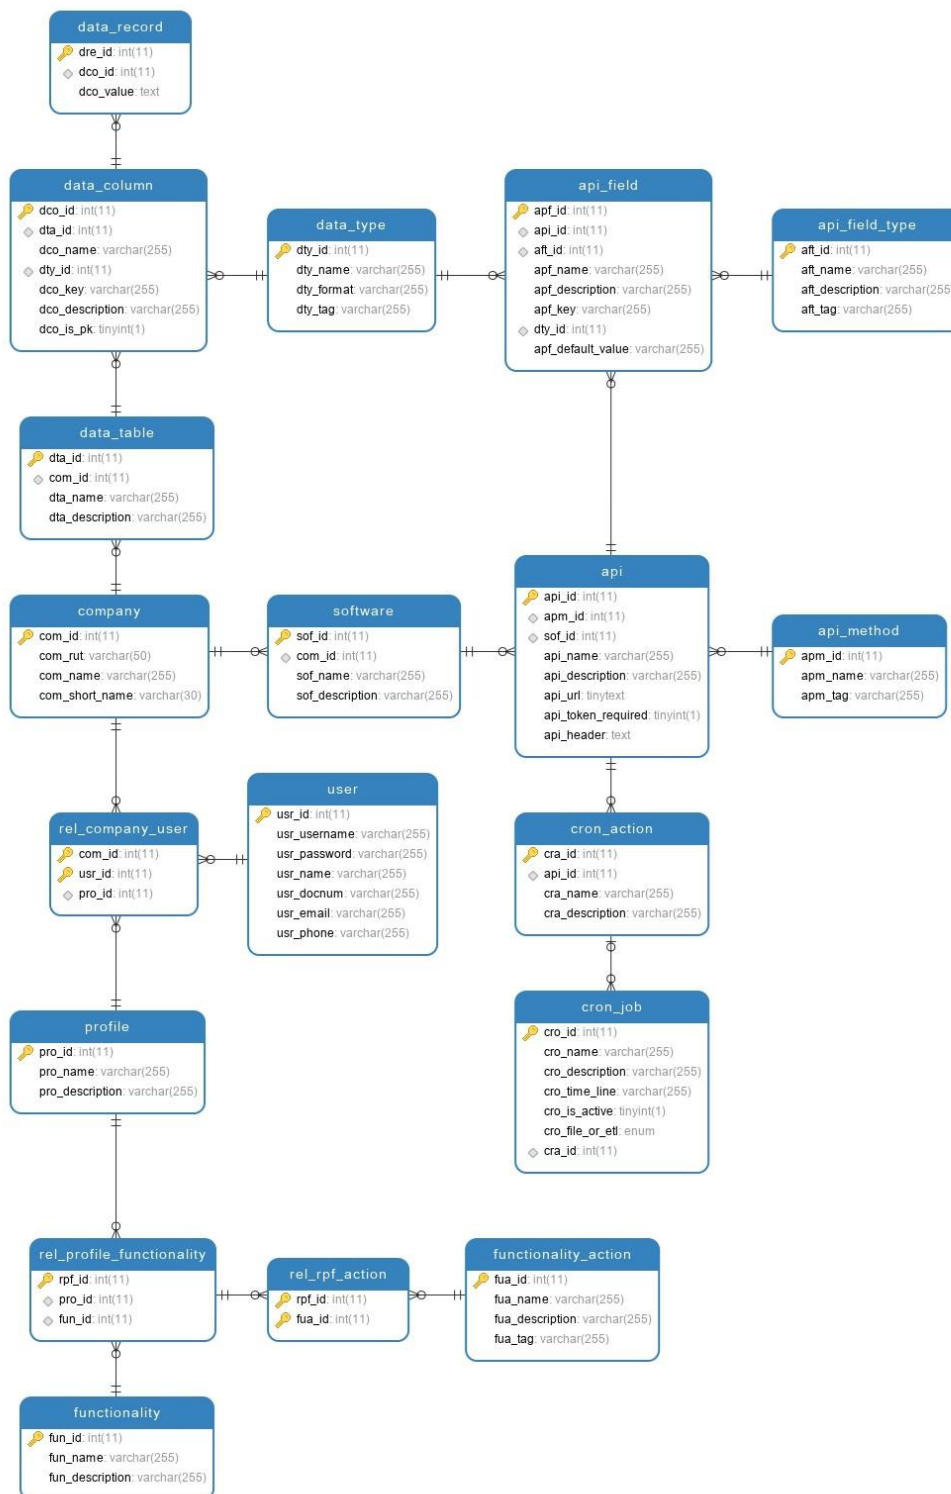 data_record
dre_id: int(11)
dco_id: int(11)
dco_value: text
data_column
dco_id: int(11)
dta_id: int(11)
dco_name: varchar(255)
dty_id: int(11)
dco_key: varchar(255)
dco_description: varchar(255)
dco_is_pk: tinyint(1)
data_type
dty_id: int(11)
dty_name: varchar(255)
dty_format: varchar(255)
dty_tag: varchar(255)
api_field
apf_id: int(11)
api_id: int(11)
aft_id: int(11)
apf_name: varchar(255)
apf_description: varchar(255)
apf_key: varchar(255)
dty_id: int(11)
apf_default_value: varchar(255)
api_field_type
aft_id: int(11)
aft_name: varchar(255)
aft_description: varchar(255
aft_tag: varchar(255)
data_table
dta_id: int(11)
com_id: int(11)
dta_name: varchar(255)
dta_description: varchar(255)
company
com_id: int(11)
com_rut: varchar(50)
com_name: varchar(255)
com_short_name: varchar(30)
software
sof_id: int(11)
com_id: int(11)
sof_name: varchar(255)
sof_description: varchar(255)
api
api_id: int(11)
apm_id: int(11)
sof_id: int(11)
api_name: varchar(255)
api_description: varchar(255)
api_url: tinytext
api_token_required: tinyint(1)
api_header: text
api_method
apm_id: int(11)
apm_name: varchar(255)
apm_tag: varchar(255)
rel_company_user
com_id: int(11)
usr_id: int(11)
pro_id: int(11)
user
usr_id: int(11)
usr_username: varchar(255)
usr_password: varchar(255)
usr_name: varchar(255)
usr_docnum: varchar(255)
usr_email: varchar(255)
usr_phone: varchar(255)
cron_action
cra_id: int(11)
api_id: int(11)
cra_name: varchar(255)
cra_description: varchar(255)
profile
pro_id: int(11)
pro_name: varchar(255)
pro_description: varchar(255)
cron_job
cro_id: int(11)
cro_name: varchar(255)
cro_description: varchar(255)
cro_time_line: varchar(255)
cro_is_active: tinyint(1)
cro_file_or_etl: enum
cra_id: int(11)
rel_profile_functionality
rpf_id: int(11)
pro_id: int(11)
fun_id: int(11)
rel_rpf_action
rpf_id: int(11)
fua_id: int(11)
functionality_action
fua_id: int(11)
fua_name: varchar(255)
fua_description: varchar(255)
fua_tag: varchar(255)
functionality
fun_id: int(11)
fun_name: varchar(255)
fun_description: varchar(255)